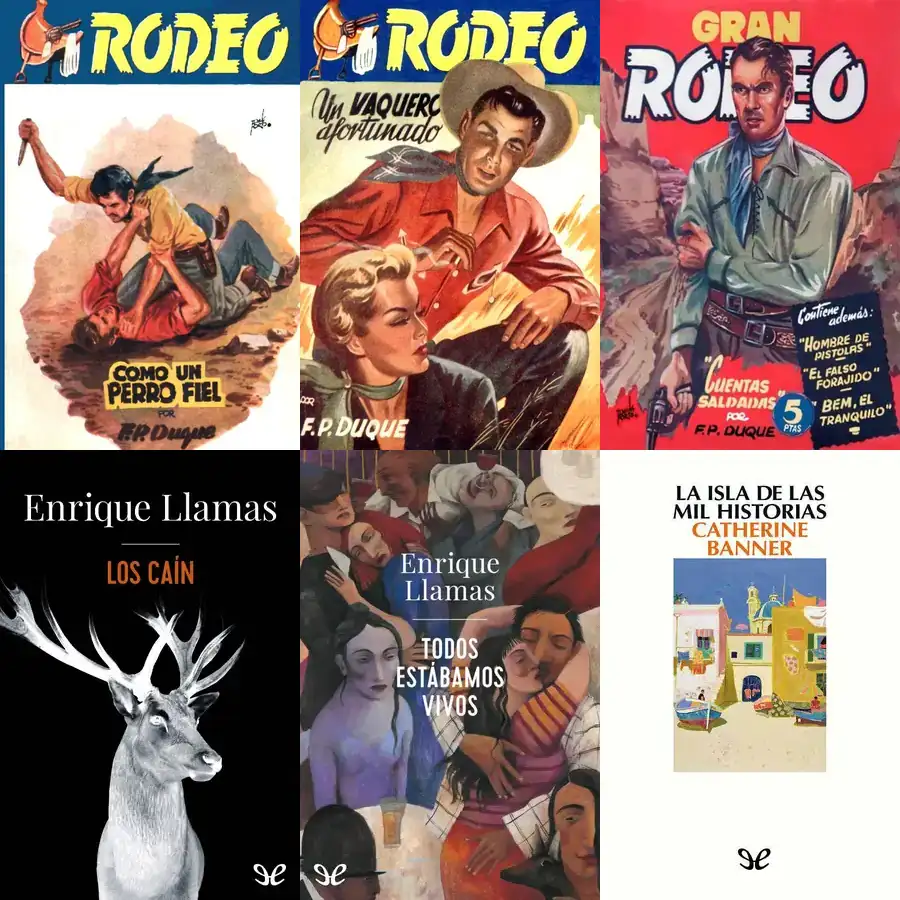 RODEO
COMO UN
PERRO FIEL
POR
F.P. Duque
RODEO
Un VAQUERO
afortunado
POR
F.P. DUQUE
GRAN
RODEO
Contiene
además:
"HOMBRE DE
PISTOLAS"
"EL FALSO
FORAJIDO"
"BEM, EL
TRANQUILO"
"CUENTAS
SALDADAS"
POR
F.P. DUQUE
5
PTAS
Enrique Llamas
LOS CAÍN
Enrique
Llamas
TODOS
ESTÁBAMOS
VIVOS
LA ISLA DE LAS
MIL HISTORIAS
CATHERINE
BANNER